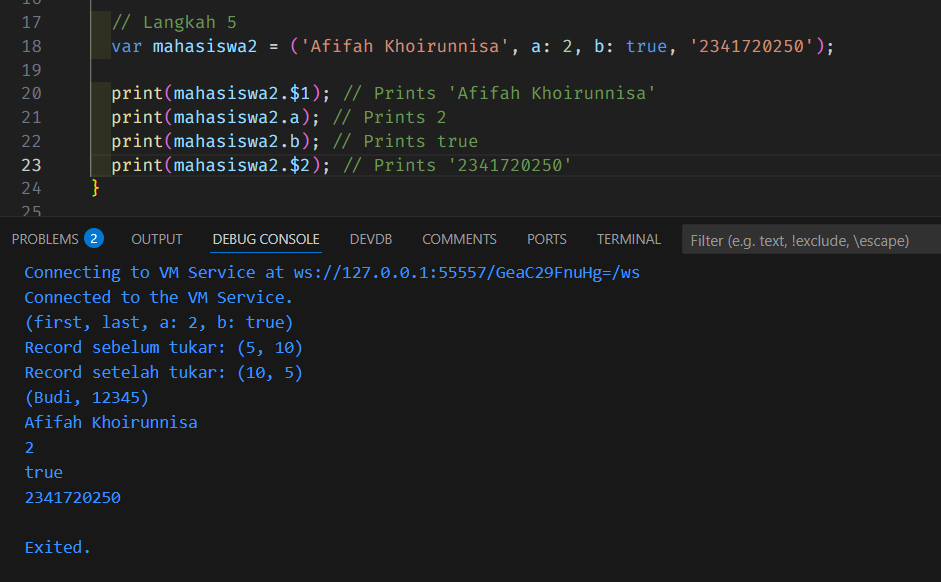 16
17 // Langkah 5
18 var mahasiswa2 = ('Afifah Khoirunnisa', a: 2, b: true, '2341720250');
19
20 print(mahasiswa2.$1); // Prints 'Afifah Khoirunnisa'
21 print(mahasiswa2.a); // Prints 2
22 print(mahasiswa2.b); // Prints true
23 print(mahasiswa2.$2); // Prints '2341720250'
24 }
25
PROBLEMS 2 OUTPUT DEBUG CONSOLE DEVDB COMMENTS PORTS TERMINAL Filter (e.g. text, !exclude, \escape)
Connecting to VM Service at ws://127.0.0.1:55557/GeaC29FnuHg=/ws
Connected to the VM Service.
(first, last, a: 2, b: true)
Record sebelum tukar: (5, 10)
Record setelah tukar: (10, 5)
(Budi, 12345)
Afifah Khoirunnisa
2
true
2341720250
Exited.